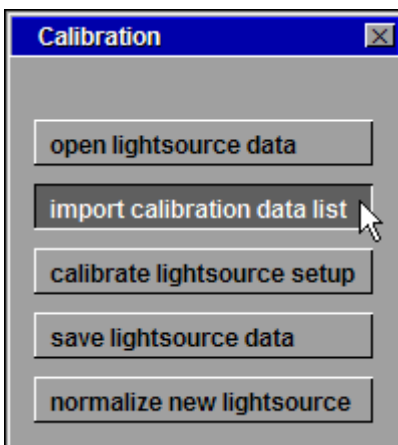 Calibration
open lightsource data
import calibration data list
calibrate lightsource setup
save lightsource data
normalize new lightsource